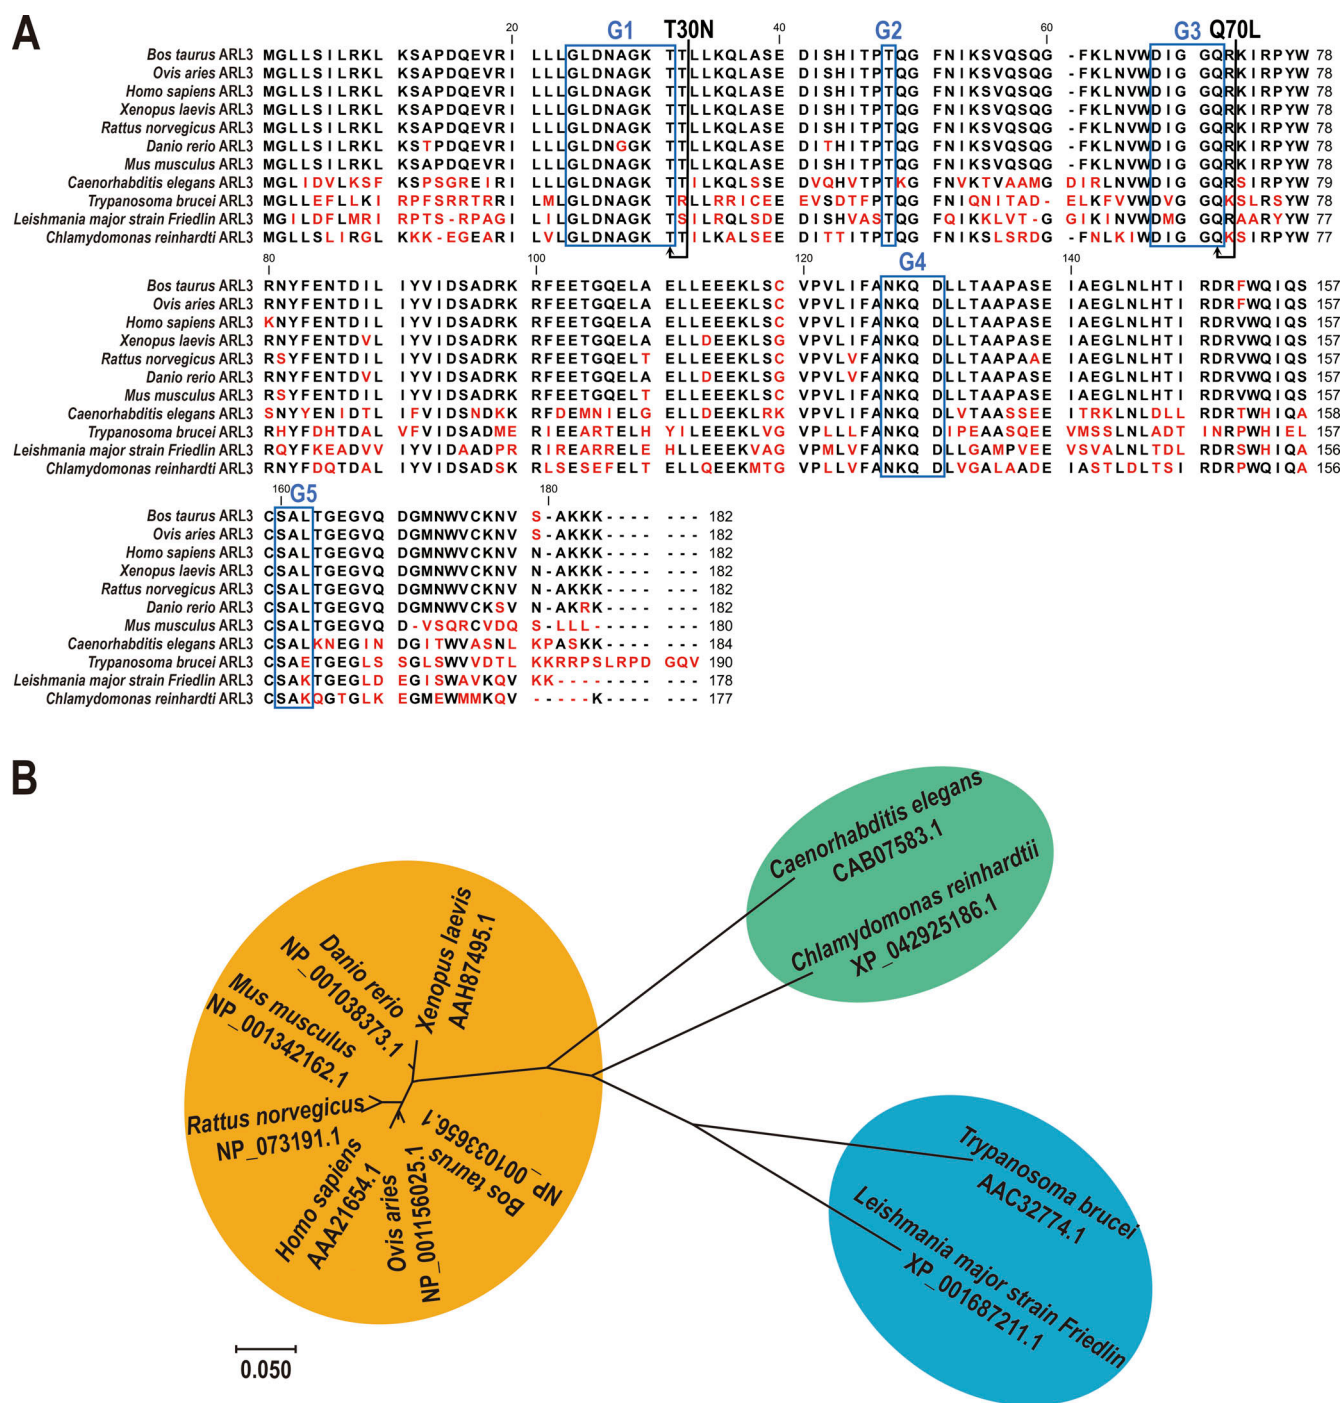 A
20 40 60
G1 T30N G2 G3 Q70L
Bos taurus ARL3 MGLLSILRKL KSAPDQEVRI LLLGLDNAGK TTLLKQLASE DISHITPTQG FNIKSVQSQG -FKLNVWDIG GQRKIRPYW 78
Ovis aries ARL3 MGLLSILRKL KSAPDQEVRI LLLGLDNAGK TTLLKQLASE DISHITPTQG FNIKSVQSQG -FKLNVWDIG GQRKIRPYW 78
Homo sapiens ARL3 MGLLSILRKL KSAPDQEVRI LLLGLDNAGK TTLLKQLASE DISHITPTQG FNIKSVQSQG -FKLNVWDIG GQRKIRPYW 78
Xenopus laevis ARL3 MGLLSILRKL KSAPDQEVRI LLLGLDNAGK TTLLKQLASE DISHITPTQG FNIKSVQSQG -FKLNVWDIG GQRKIRPYW 78
Rattus norvegicus ARL3 MGLLSILRKL KSAPDQEVRI LLLGLDNAGK TTLLKQLASE DISHITPTQG FNIKSVQSQG -FKLNVWDIG GQRKIRPYW 78
Danio rerio ARL3 MGLLSILRKL KSTPDQEVRI LLLGLDNGGK TTLLKQLASE DITHITPTQG FNIKSVQSQG -FKLNVWDIG GQRKIRPYW 78
Mus musculus ARL3 MGLLSILRKL KSAPDQEVRI LLLGLDNAGK TTLLKQLASE DISHITPTQG FNIKSVQSQG -FKLNVWDIG GQRKIRPYW 78
Caenorhabditis elegans ARL3 MGLIDVLKSF KSPSGREIRI LLLGLDNAGK TTILKQLSSE DVQHVTPTKG FNVKTVAAMG DIRLNVWDIG GQRSIRPYW 79
Trypanosoma brucei ARL3 MGLLEFLLKI RPFSRRTRRI LMLGLDNAGK TRLLRRICEE EVSDTFPTQG FNIQNITAD- ELKFVVWDVG GQKSLRSYW 78
Leishmania major strain Friedlin ARL3 MGILDFLMRI RPTS-RPAGI LILGLDNAGK TSILRQLSDE DISHVASTQG FQIKKLVT-G GIKINVWDMG GQRAARYYW 77
Chlamydomonas reinhardti ARL3 MGLLSLIRGL KKK-EGEARI LVLGLDNAGK TTILKALSEE DITTITPTQG FNIKSLSRDG -FNLKIWDIG GQKSIRPYW 77
80 100 120 140
G4
Bos taurus ARL3 RNYFENTDIL IYVIDSADRK RFEETGQELA ELLEEEKLSC VPVLIFANKQ DLLTAAPASE IAEGLNLHTI RDRFWQIQS 157
Ovis aries ARL3 RNYFENTDIL IYVIDSADRK RFEETGQELA ELLEEEKLSC VPVLIFANKQ DLLTAAPASE IAEGLNLHTI RDRFWQIQS 157
Homo sapiens ARL3 KNYFENTDIL IYVIDSADRK RFEETGQELA ELLEEEKLSC VPVLIFANKQ DLLTAAPASE IAEGLNLHTI RDRVWQIQS 157
Xenopus laevis ARL3 RNYFENTDVL IYVIDSADRK RFEETGQELA ELLDEEKLSG VPVLIFANKQ DLLTAAPASE IAEGLNLHTI RDRVWQIQS 157
Rattus norvegicus ARL3 RSYFENTDIL IYVIDSADRK RFEETGQELT ELLEEEKLSC VPVLVFANKQ DLLTAAPAAE IAEGLNLHTI RDRVWQIQS 157
Danio rerio ARL3 RNYFENTDVL IYVIDSADRK RFEETGQELA ELLDEEKLSG VPVLVFANKQ DLLTAAPASE IAEGLNLHTI RDRVWQIQS 157
Mus musculus ARL3 RSYFENTDIL IYVIDSADRK RFEETGQELT ELLEEEKLSC VPVLIFANKQ DLLTAAPASE IAEGLNLHTI RDRVWQIQS 157
Caenorhabditis elegans ARL3 SNYYENIDTL IFVIDSNDKK RFDEMNIELG ELLDEEKLRK VPVLIFANKQ DLVTAASSEE ITRKLNLDLL RDRTWHIQA 158
Trypanosoma brucei ARL3 RHYFDHTDAL VFVIDSADME RIEEARTELH YILEEEKLVG VPLLLFANKQ DIPEAASQEE VMSSLNLADT INRPWHIEL 157
Leishmania major strain Friedlin ARL3 RQYFKEADVV IYVIDAADPR RIREARRELE HLLEEEKVAG VPMLVFANKQ DLLGAMPVEE VSVALNLTDL RDRSWHIQA 156
Chlamydomonas reinhardti ARL3 RNYFDQTDAL IYVIDSADSK RLSESEFELT ELLQEEKMTG VPLLVFANKQ DLVGALAADE IASTLDLTSI RDRPWQIQA 156
160 180
G5
Bos taurus ARL3 CSALTGEGVQ DGMNWVCKNV S-AKKK---- --- 182
Ovis aries ARL3 CSALTGEGVQ DGMNWVCKNV S-AKKK---- --- 182
Homo sapiens ARL3 CSALTGEGVQ DGMNWVCKNV N-AKKK---- --- 182
Xenopus laevis ARL3 CSALTGEGVQ DGMNWVCKNV N-AKKK---- --- 182
Rattus norvegicus ARL3 CSALTGEGVQ DGMNWVCKNV N-AKKK---- --- 182
Danio rerio ARL3 CSALTGEGVQ DGMNWVCKSV N-AKRK---- --- 182
Mus musculus ARL3 CSALTGEGVQ D-VSQRCVDQ S-LLL----- --- 180
Caenorhabditis elegans ARL3 CSALKNEGIN DGITWVASNL KPASKK---- --- 184
Trypanosoma brucei ARL3 CSAETGEGLS SGLSWVVDTL KKRRPSLRPD GQV 190
Leishmania major strain Friedlin ARL3 CSAKTGEGLD EGISWAVKQV KK-------- --- 178
Chlamydomonas reinhardti ARL3 CSAKQGTGLK EGMEWMMKQV -----K---- --- 177
B
Caenorhabditis elegans
CAB07583.1
Chlamydomonas reinhardtii
XP_042925186.1
Xenopus laevis
AAH87495.1
Danio rerio
NP_001038373.1
Mus musculus
NP_001342162.1
Rattus norvegicus
NP_073191.1
Homo sapiens
AAA21654.1
Ovis aries
NP_001156025.1
Bos taurus
NP_001033656.1
Trypanosoma brucei
AAC32774.1
Leishmania major strain Friedlin
XP_001687211.1
0.050